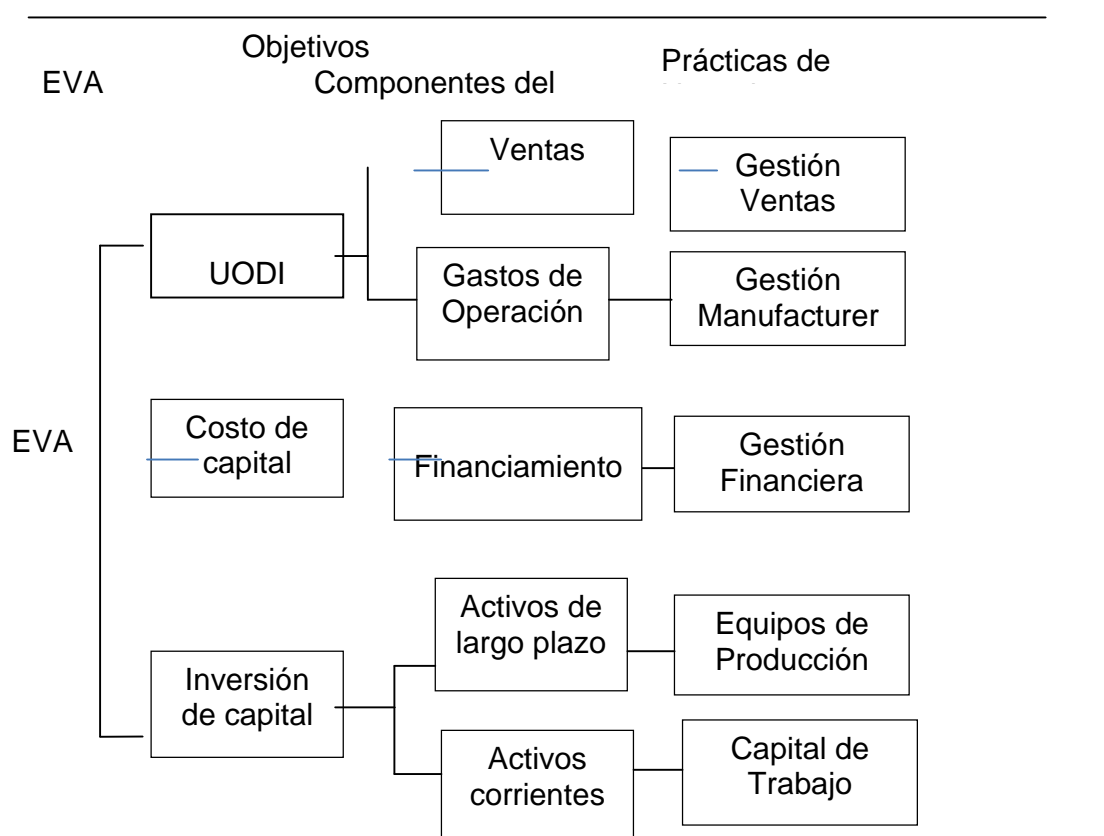 Objetivos
EVA
Componentes del
Prácticas de
Ventas
Gestión
Ventas
UODI
Gastos de
Operación
Gestión
Manufacturer
EVA
Costo de
capital
Financiamiento
Gestión
Financiera
Inversión
de capital
Activos de
largo plazo
Equipos de
Producción
Activos
corrientes
Capital de
Trabajo